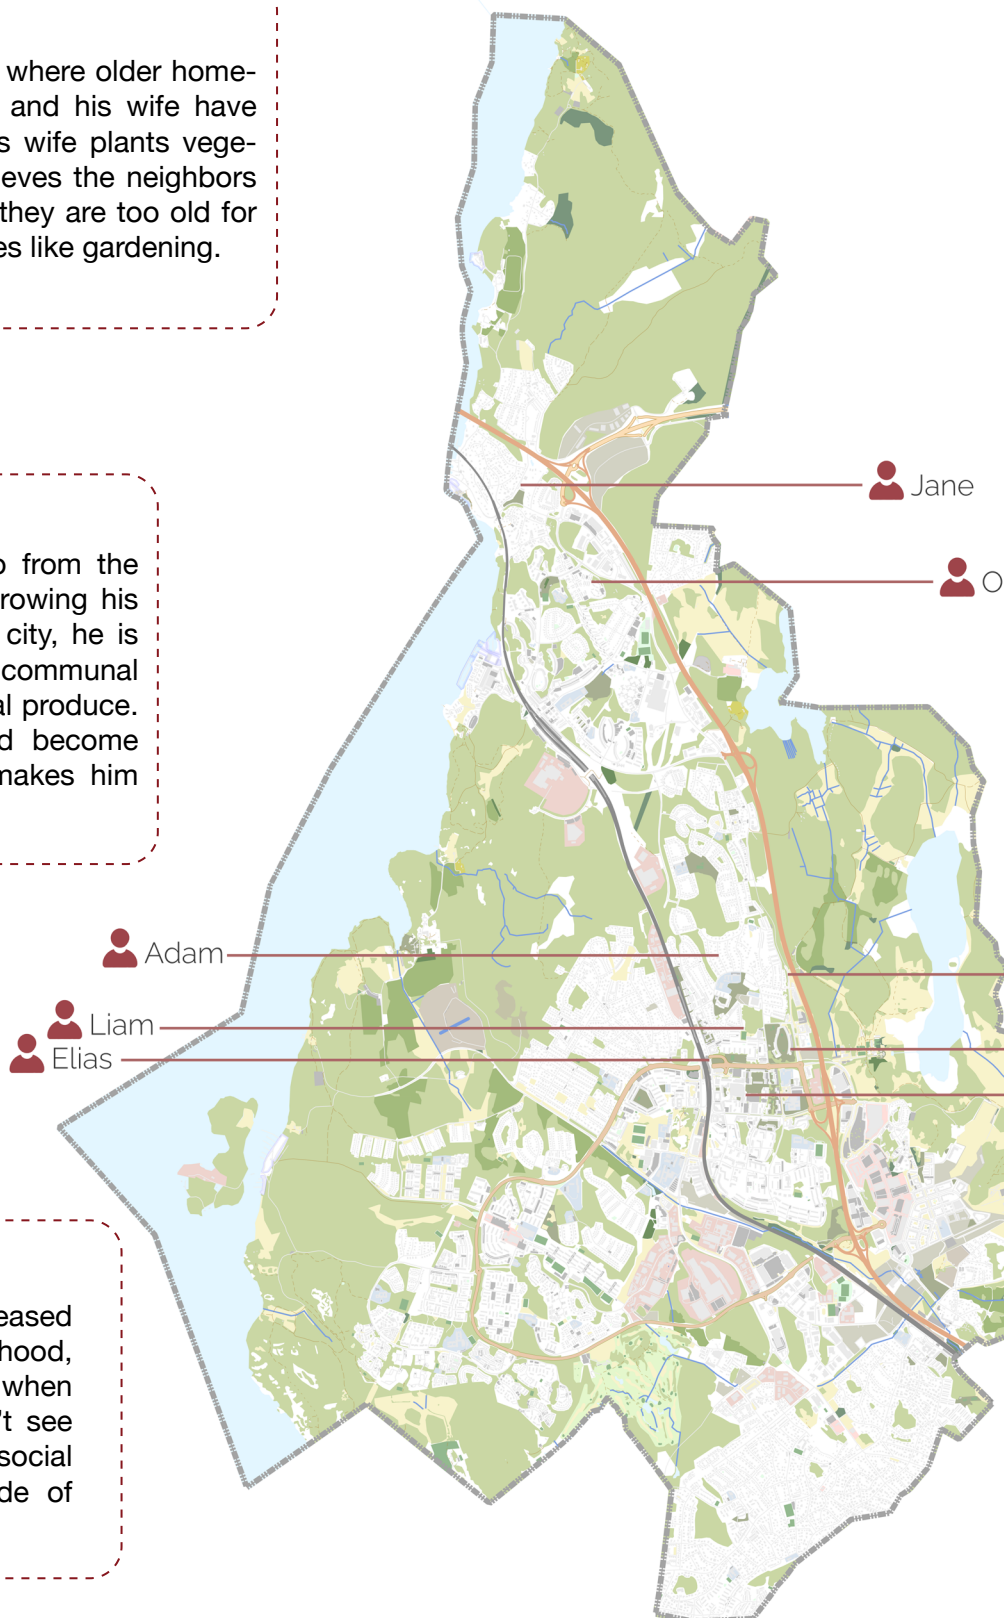 where older home-
and his wife have
s wife plants vege-
ieves the neighbors
they are too old for
es like gardening.
Jane
O
o from the
rowing his
city, he is
communal
al produce.
d become
makes him
Adam
Liam
Elias
eased
hood,
when
't see
social
de of